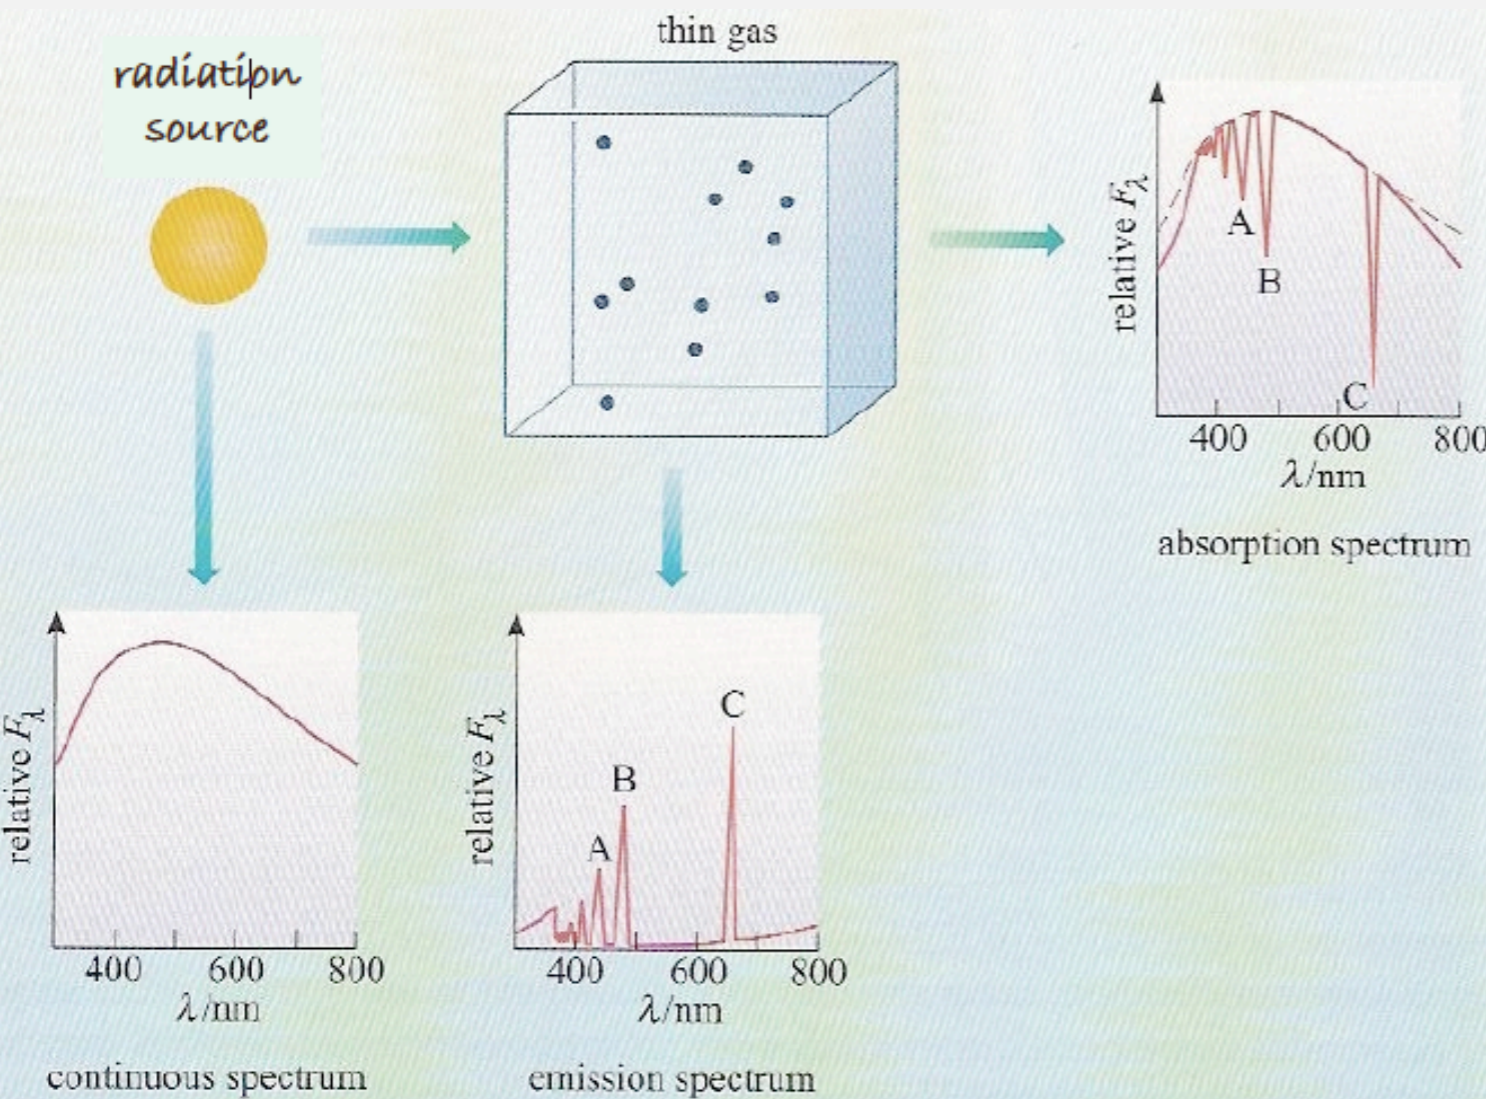 thin gas
radiation
source
relative Fλ
A
B
C
400 600 800
λ/nm
absorption spectrum
relative Fλ
400 600 800
λ/nm
continuous spectrum
relative Fλ
A
B
C
400 600 800
λ/nm
emission spectrum